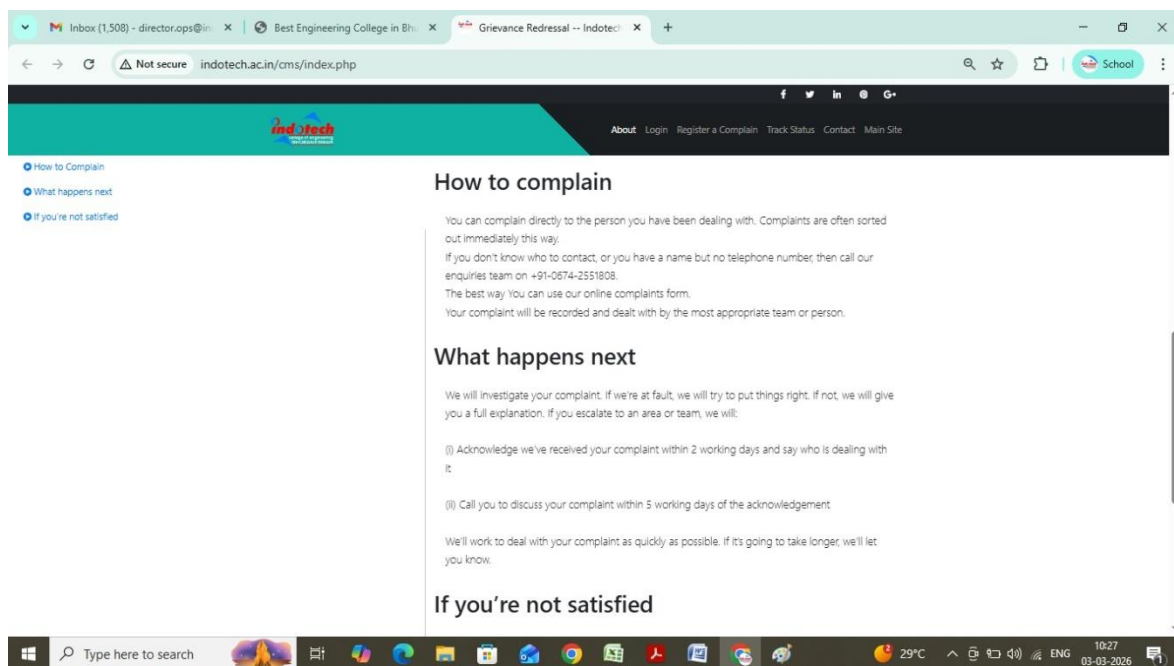 Inbox (1,508) - director.ops@in
Best Engineering College in Bhu
Grievance Redressal -- Indotech
Not secure
indotech.ac.in/cms/index.php
School
indotech
About Login Register a Complain Track Status Contact Main Site
How to Complain
What happens next
If you're not satisfied
How to complain
You can complain directly to the person you have been dealing with. Complaints are often sorted
out immediately this way.
If you don't know who to contact, or you have a name but no telephone number, then call our
enquiries team on +91-0674-2551808.
The best way You can use our online complaints form.
Your complaint will be recorded and dealt with by the most appropriate team or person.
What happens next
We will investigate your complaint. If we're at fault, we will try to put things right. If not, we will give
you a full explanation. If you escalate to an area or team, we will:
(i) Acknowledge we've received your complaint within 2 working days and say who is dealing with
it
(ii) Call you to discuss your complaint within 5 working days of the acknowledgement
We'll work to deal with your complaint as quickly as possible. If it's going to take longer, we'll let
you know.
If you're not satisfied
Type here to search
29°C
ENG
10:27
03-03-2026